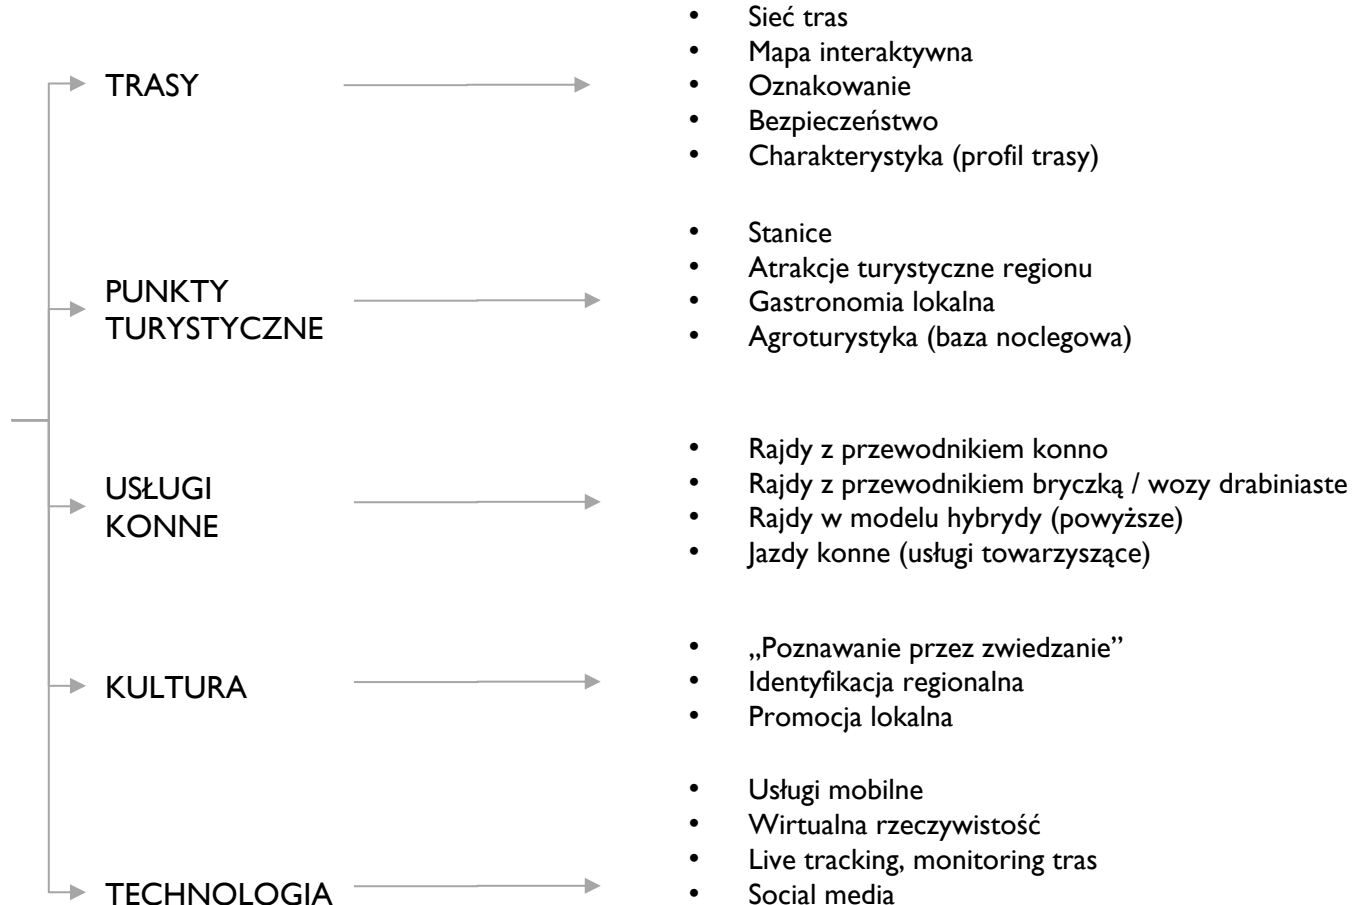 TRASY
• Sieć tras
• Mapa interaktywna
• Oznakowanie
• Bezpieczeństwo
• Charakterystyka (profil trasy)
PUNKTY
TURYSTYCZNE
• Stanice
• Atrakcje turystyczne regionu
• Gastronomia lokalna
• Agroturystyka (baza noclegowa)
USŁUGI
KONNE
• Rajdy z przewodnikiem konno
• Rajdy z przewodnikiem bryczką / wozy drabiniaste
• Rajdy w modelu hybrydy (powyższe)
• Jazdy konne (usługi towarzyszące)
KULTURA
• „Poznawanie przez zwiedzanie”
• Identyfikacja regionalna
• Promocja lokalna
TECHNOLOGIA
• Usługi mobilne
• Wirtualna rzeczywistość
• Live tracking, monitoring tras
• Social media